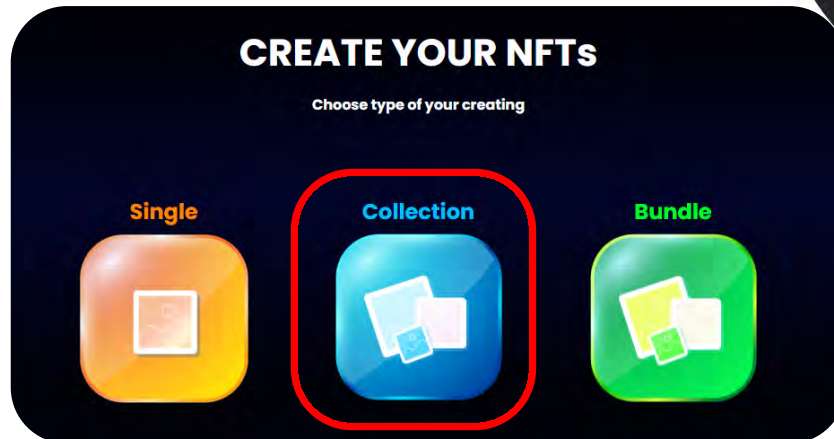 CREATE YOUR NFTs
Choose type of your creating
Single
Collection
Bundle